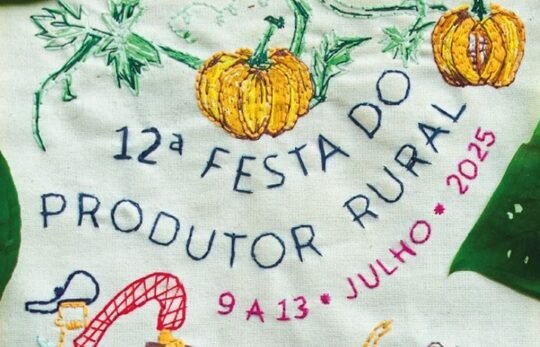 12ª FESTA DO
PRODUTOR RURAL
9 A 13 * JULHO * 2025